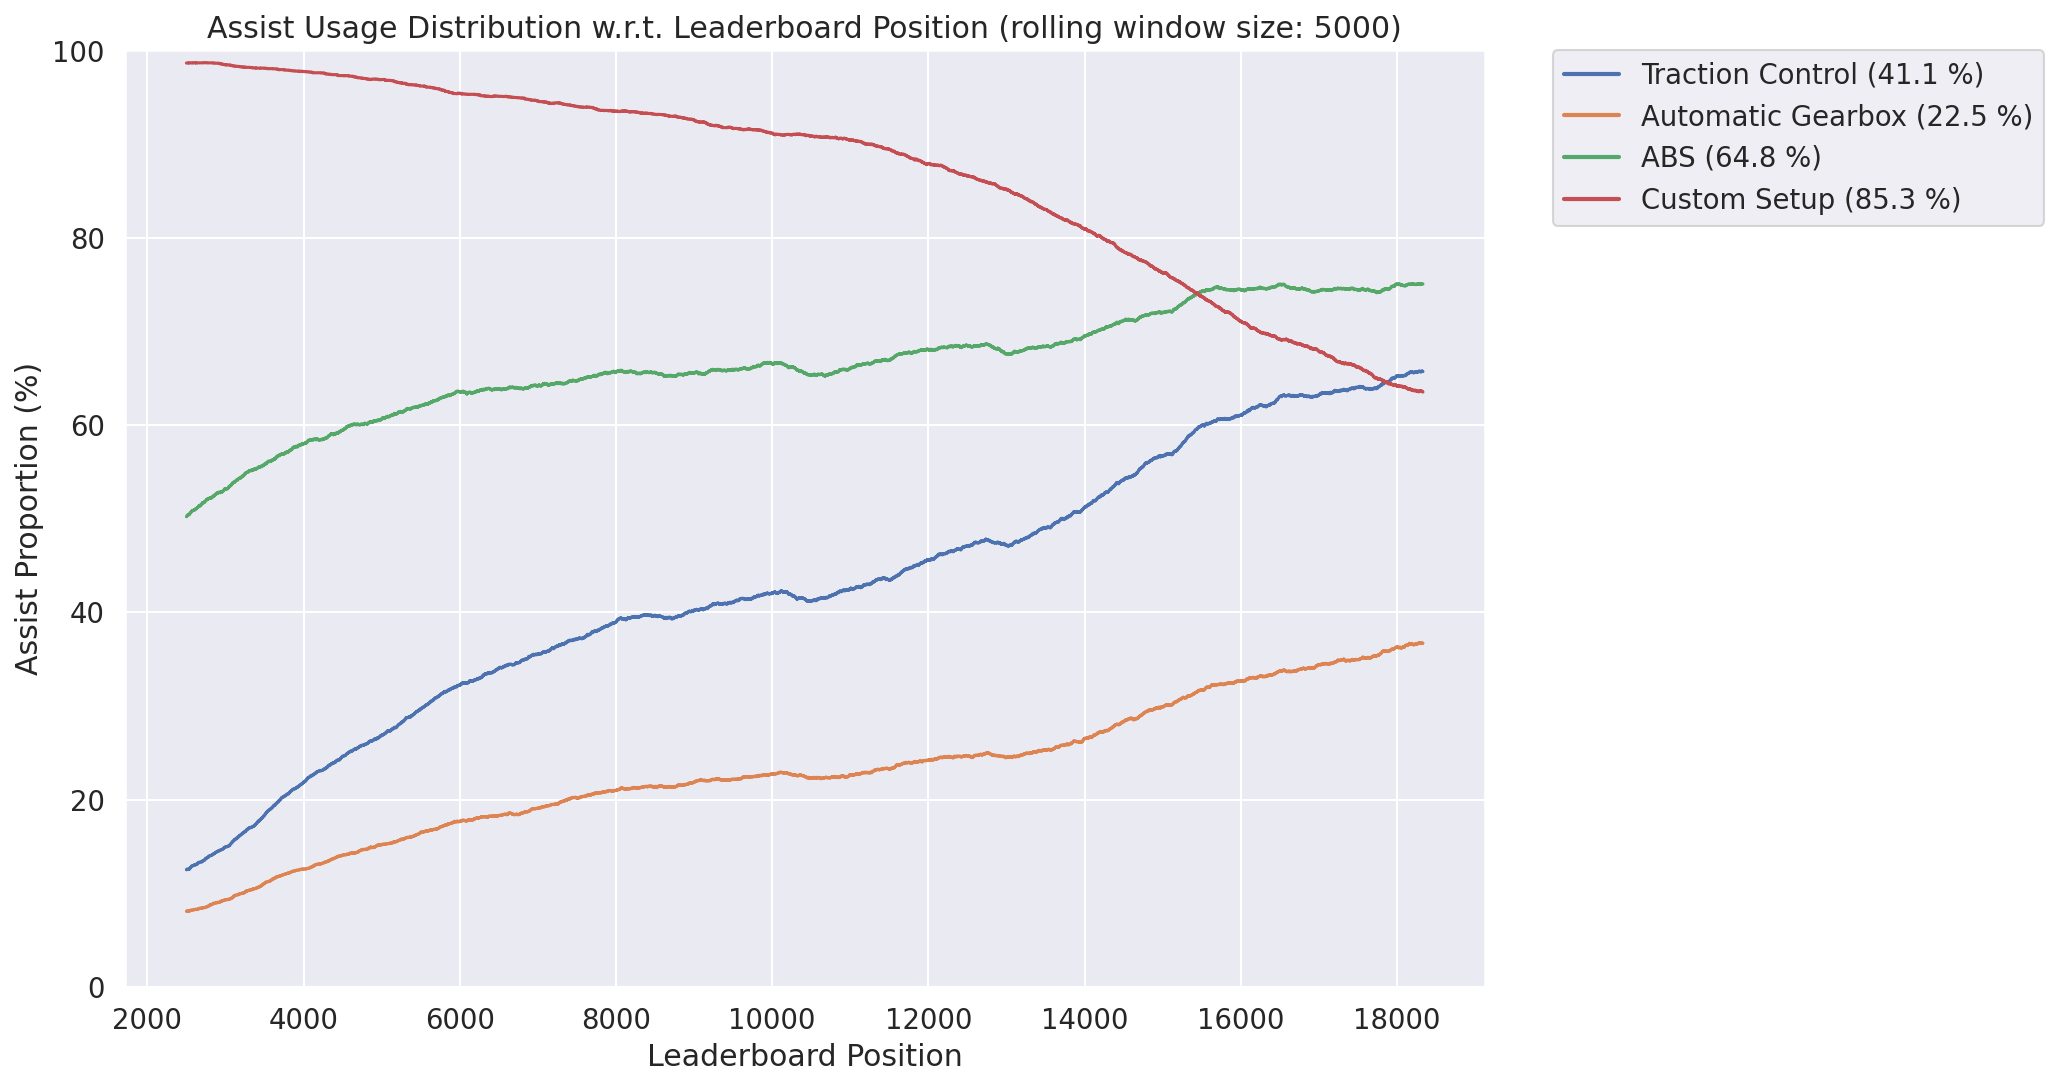 Assist Usage Distribution w.r.t. Leaderboard Position (rolling window size: 5000)
Traction Control (41.1 %)
Automatic Gearbox (22.5 %)
ABS (64.8 %)
Custom Setup (85.3 %)
Assist Proportion (%)
100
80
60
40
20
0
2000 4000 6000 8000 10000 12000 14000 16000 18000
Leaderboard Position